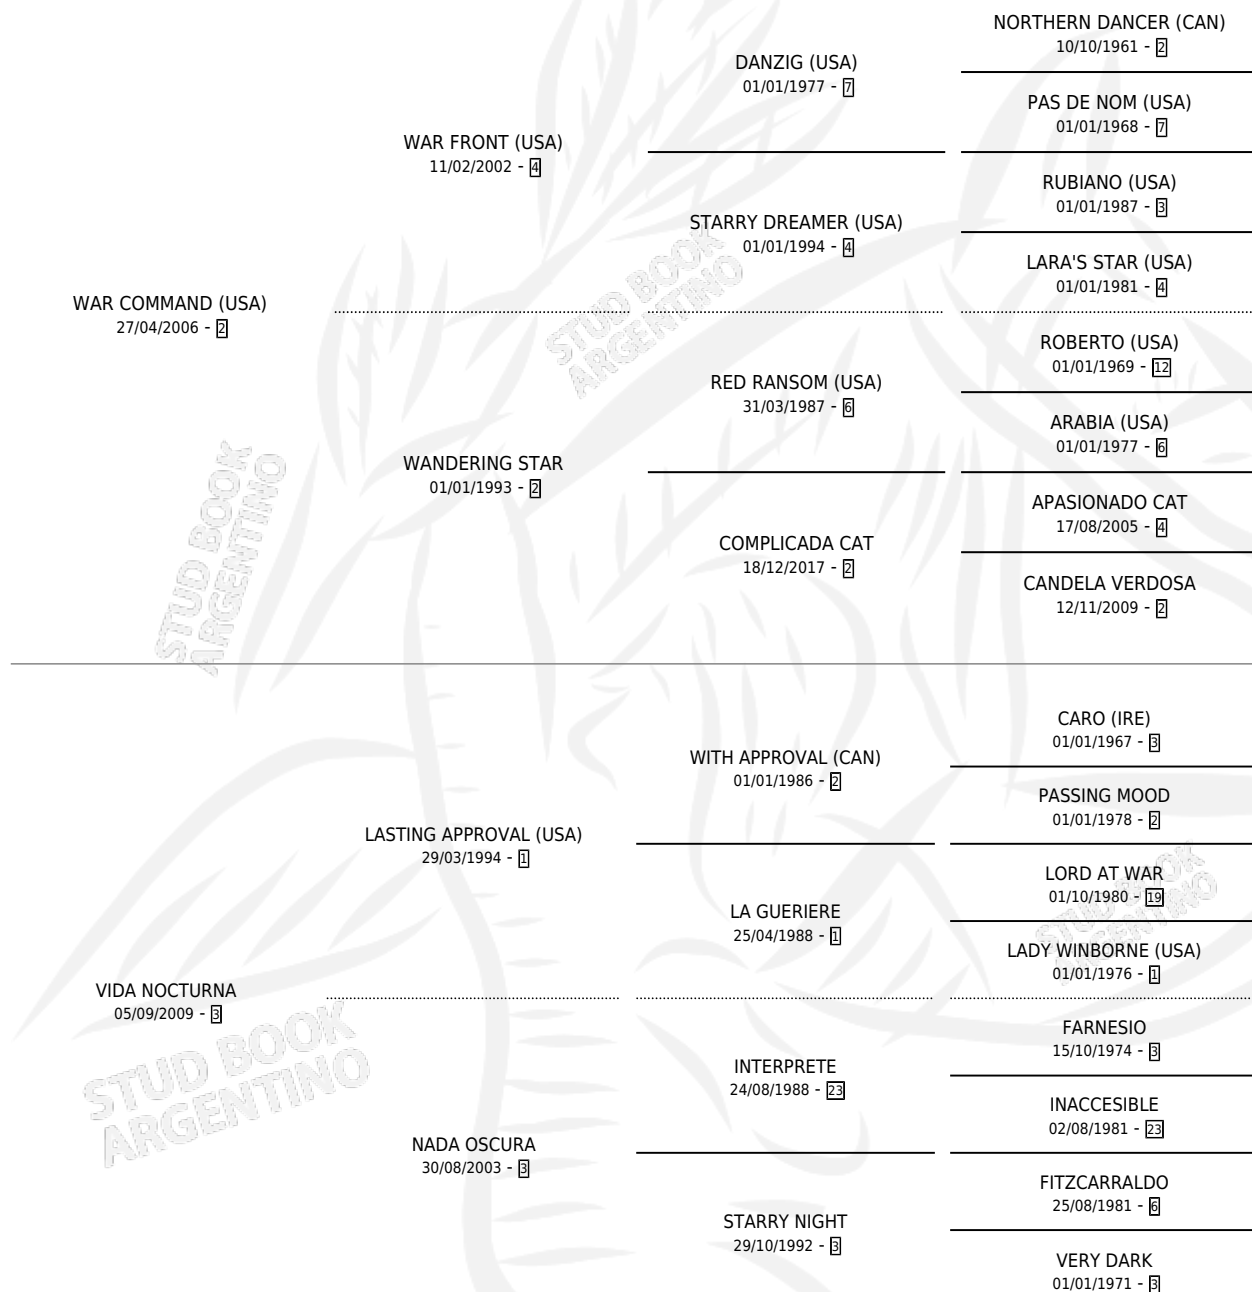 NORTHERN DANCER (CAN)
10/10/1961 - 2
DANZIG (USA)
01/01/1977 - 7
PAS DE NOM (USA)
01/01/1968 - 7
WAR FRONT (USA)
11/02/2002 - 4
RUBIANO (USA)
01/01/1987 - 3
STARRY DREAMER (USA)
01/01/1994 - 4
LARA'S STAR (USA)
01/01/1981 - 4
WAR COMMAND (USA)
27/04/2006 - 2
ROBERTO (USA)
01/01/1969 - 12
RED RANSOM (USA)
31/03/1987 - 6
ARABIA (USA)
01/01/1977 - 6
WANDERING STAR
01/01/1993 - 2
APASIONADO CAT
17/08/2005 - 4
COMPLICADA CAT
18/12/2017 - 2
CANDELA VERDOSA
12/11/2009 - 2
CARO (IRE)
01/01/1967 - 3
WITH APPROVAL (CAN)
01/01/1986 - 2
PASSING MOOD
01/01/1978 - 2
LASTING APPROVAL (USA)
29/03/1994 - 1
LORD AT WAR
01/10/1980 - 19
LA GUERIERE
25/04/1988 - 1
LADY WINBORNE (USA)
01/01/1976 - 1
VIDA NOCTURNA
05/09/2009 - 3
FARNESIO
15/10/1974 - 3
INTERPRETE
24/08/1988 - 23
INACCESIBLE
02/08/1981 - 23
NADA OSCURA
30/08/2003 - 3
FITZCARRALDO
25/08/1981 - 6
STARRY NIGHT
29/10/1992 - 3
VERY DARK
01/01/1971 - 3
STUD BOOK
ARGENTINO
STUD BOOK
ARGENTINO
STUD BOOK
ARGENTINO
STUD BOOK
ARGENTINO